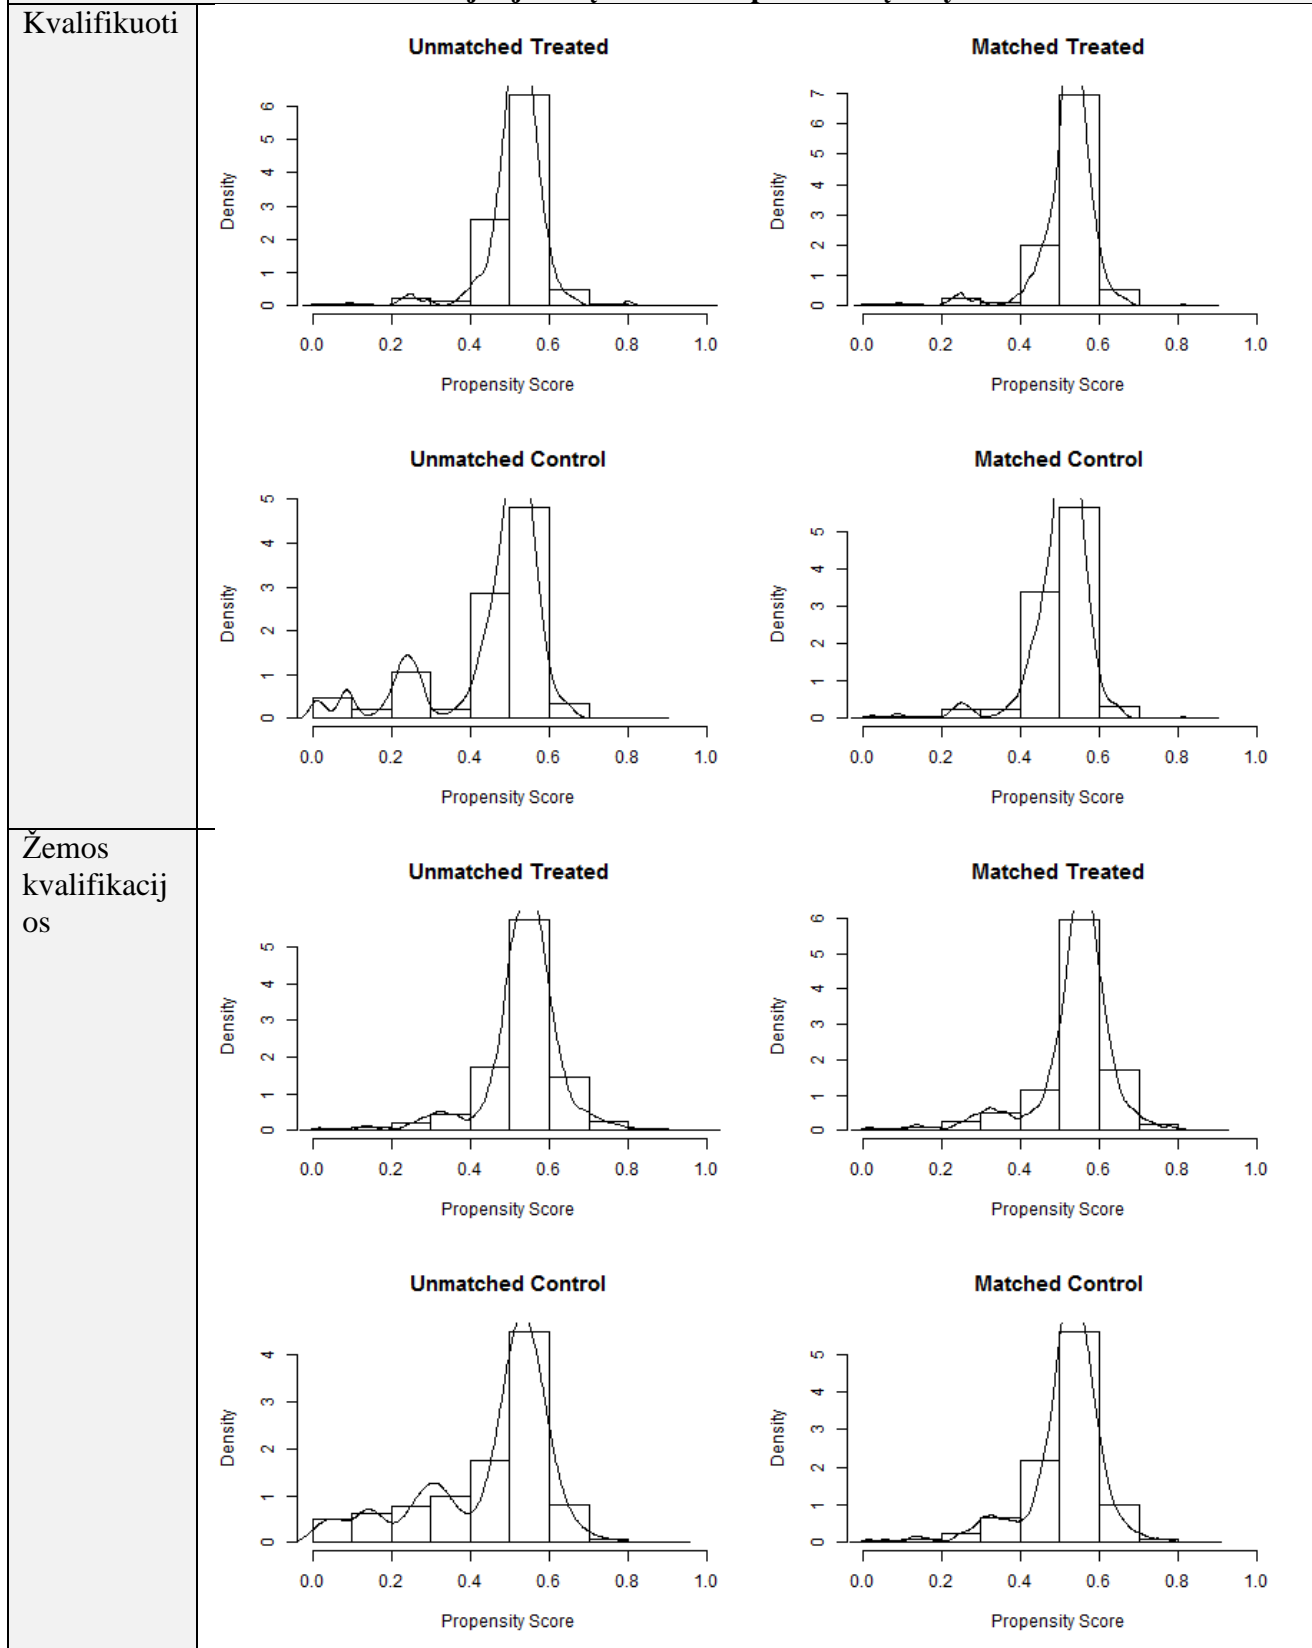 Kvalifikuoti
Unmatched Treated
Density
0 1 2 3 4 5 6
0.0 0.2 0.4 0.6 0.8 1.0
Propensity Score
Matched Treated
Density
0 1 2 3 4 5 6 7
0.0 0.2 0.4 0.6 0.8 1.0
Propensity Score
Unmatched Control
Density
0 1 2 3 4 5
0.0 0.2 0.4 0.6 0.8 1.0
Propensity Score
Matched Control
Density
0 1 2 3 4 5
0.0 0.2 0.4 0.6 0.8 1.0
Propensity Score
Žemos
kvalifikacij
os
Unmatched Treated
Density
0 1 2 3 4 5
0.0 0.2 0.4 0.6 0.8 1.0
Propensity Score
Matched Treated
Density
0 1 2 3 4 5 6
0.0 0.2 0.4 0.6 0.8 1.0
Propensity Score
Unmatched Control
Density
0 1 2 3 4
0.0 0.2 0.4 0.6 0.8 1.0
Propensity Score
Matched Control
Density
0 1 2 3 4 5
0.0 0.2 0.4 0.6 0.8 1.0
Propensity Score